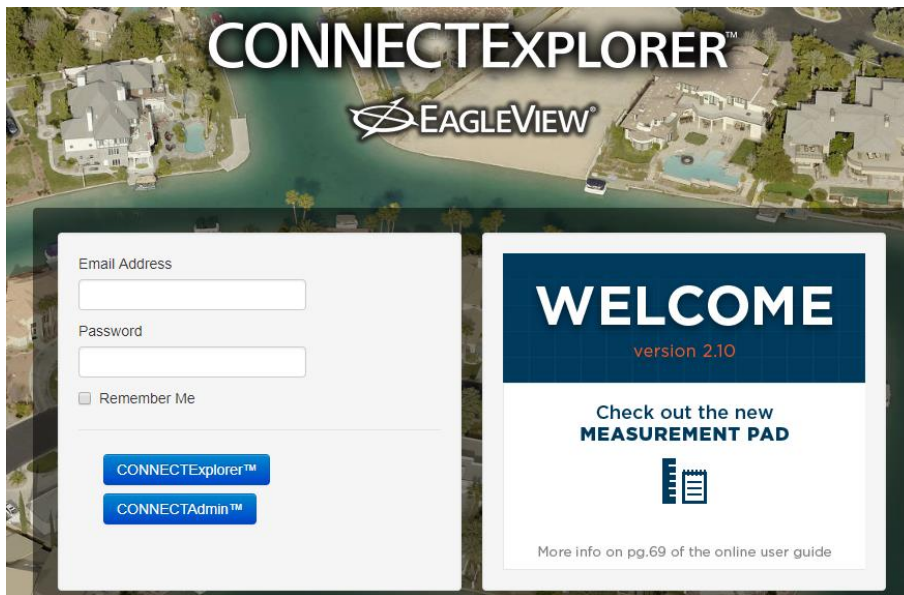 CONNECTExplorer™
EagleView®
Email Address
Password
Remember Me
CONNECTExplorer™
CONNECTAdmin™
WELCOME
version 2.10
Check out the new
MEASUREMENT PAD
More info on pg.69 of the online user guide